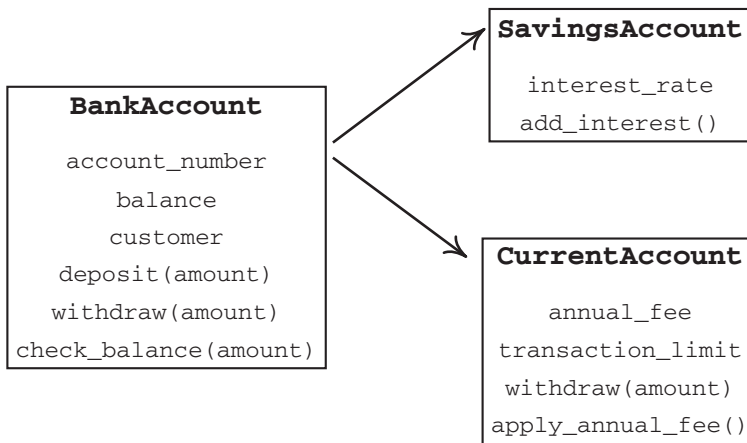 BankAccount
account_number
balance
customer
deposit(amount)
withdraw(amount)
check_balance(amount)
SavingsAccount
interest_rate
add_interest()
CurrentAccount
annual_fee
transaction_limit
withdraw(amount)
apply_annual_fee()